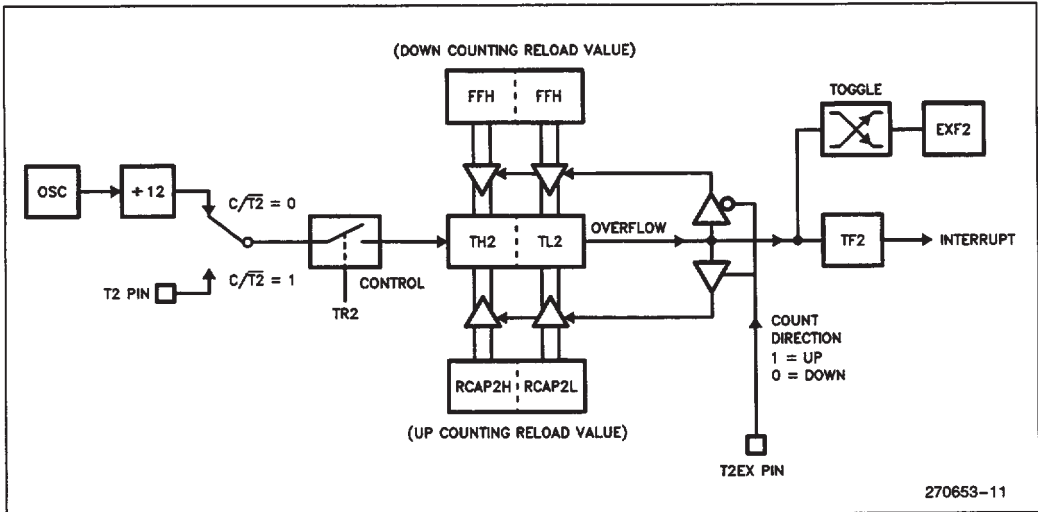 (DOWN COUNTING RELOAD VALUE)
FFH FFH
TOGGLE
EXF2
OSC
÷12
C/T2̅ = 0
TH2 TL2
OVERFLOW
TF2
INTERRUPT
C/T2̅ = 1
T2 PIN
CONTROL
TR2
COUNT
DIRECTION
1 = UP
0 = DOWN
RCAP2H RCAP2L
(UP COUNTING RELOAD VALUE)
T2EX PIN
270653-11